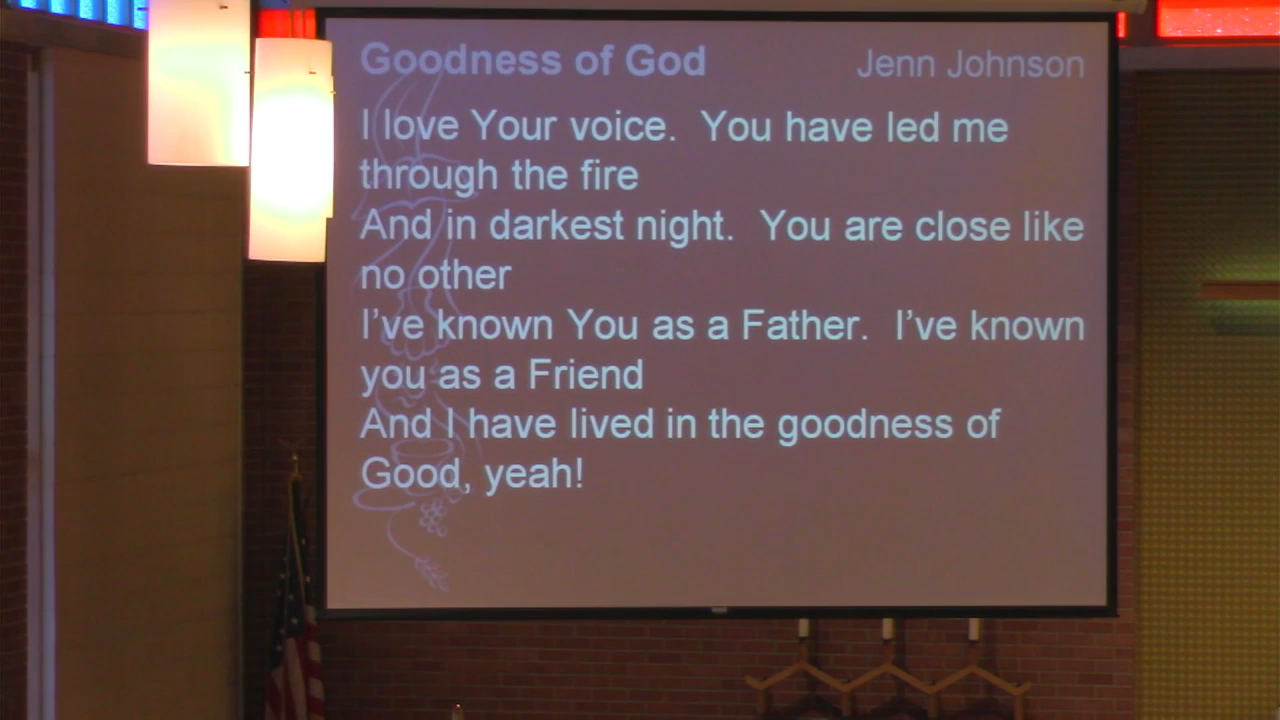 Goodness of God Jenn Johnson
I love Your voice.  You have led me
through the fire
And in darkest night.  You are close like
no other
I’ve known You as a Father.  I’ve known
you as a Friend
And I have lived in the goodness of
Good, yeah!